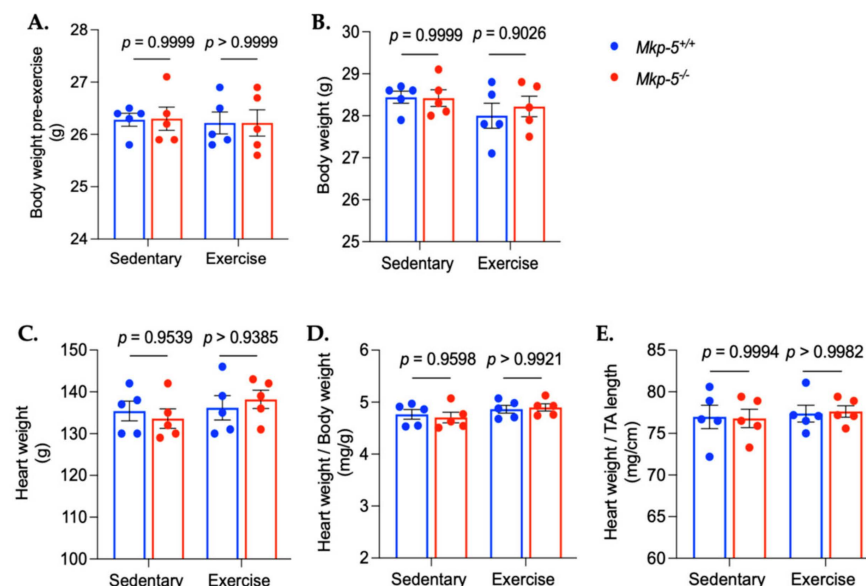 A.
p = 0.9999 p > 0.9999
Body weight pre-exercise
(g)
28
27
26
25
24
Sedentary Exercise
B.
p = 0.9999 p = 0.9026
Body weight (g)
30
29
28
27
26
25
Sedentary Exercise
Mkp-5+/+
Mkp-5-/-
C.
p = 0.9539 p > 0.9385
Heart weight
(g)
150
140
130
120
110
100
Sedentary Exercise
D.
p = 0.9598 p > 0.9921
Heart weight / Body weight
(mg/g)
6
5
4
3
2
Sedentary Exercise
E.
p = 0.9994 p > 0.9982
Heart weight / TA length
(mg/cm)
85
80
75
70
65
60
Sedentary Exercise